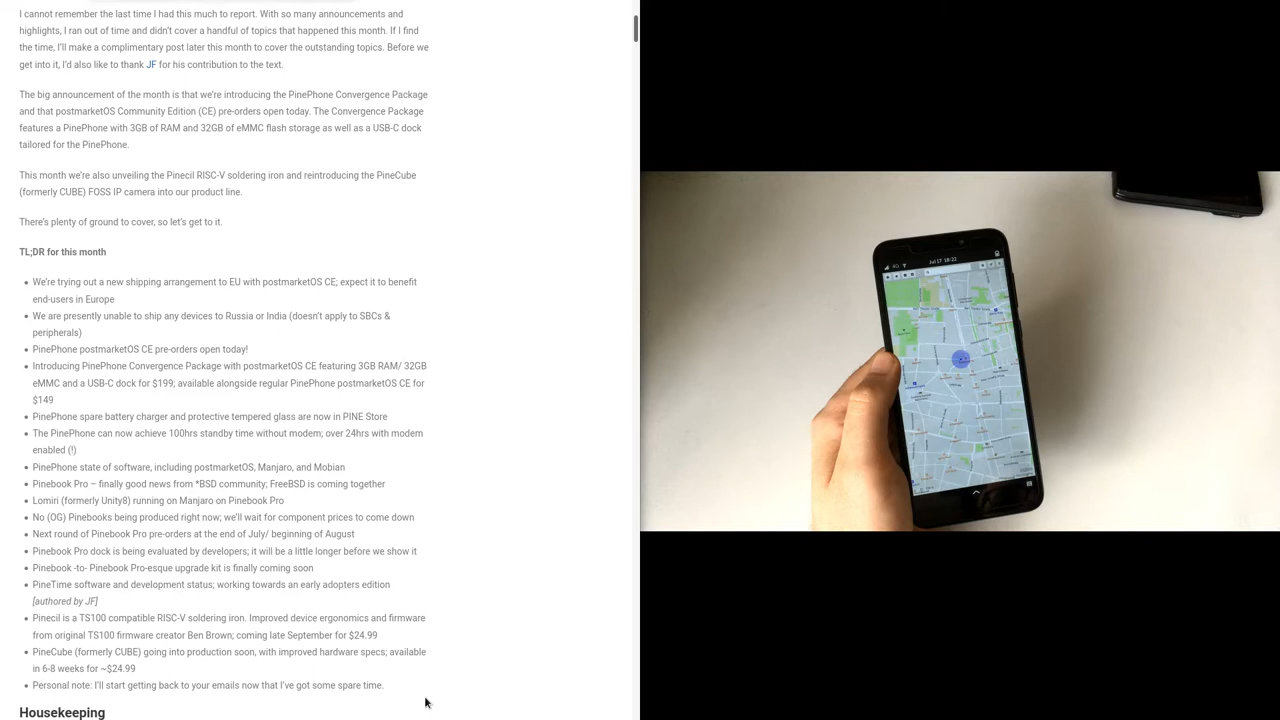 I cannot remember the last time I had this much to report. With so many announcements and
highlights, I ran out of time and didn't cover a handful of topics that happened this month. If I find
the time, I'll make a complimentary post later this month to cover the outstanding topics. Before we
get into it, I'd also like to thank JF for his contribution to the text.
The big announcement of the month is that we're introducing the PinePhone Convergence Package
and that postmarketOS Community Edition (CE) pre-orders open today. The Convergence Package
features a PinePhone with 3GB of RAM and 32GB of eMMC flash storage as well as a USB-C dock
tailored for the PinePhone.
This month we're also unveiling the Pinecil RISC-V soldering iron and reintroducing the PineCube
(formerly CUBE) FOSS IP camera into our product line.
There's plenty of ground to cover, so let's get to it.
TL;DR for this month
• We're trying out a new shipping arrangement to EU with postmarketOS CE; expect it to benefit
end-users in Europe
• We are presently unable to ship any devices to Russia or India (doesn't apply to SBCs &
peripherals)
• PinePhone postmarketOS CE pre-orders open today!
• Introducing PinePhone Convergence Package with postmarketOS CE featuring 3GB RAM/ 32GB
eMMC and a USB-C dock for $199; available alongside regular PinePhone postmarketOS CE for
$149
• PinePhone spare battery charger and protective tempered glass are now in PINE Store
• The PinePhone can now achieve 100hrs standby time without modem; over 24hrs with modem
enabled (!)
• PinePhone state of software, including postmarketOS, Manjaro, and Mobian
• Pinebook Pro – finally good news from *BSD community; FreeBSD is coming together
• Lomiri (formerly Unity8) running on Manjaro on Pinebook Pro
• No (OG) Pinebooks being produced right now; we'll wait for component prices to come down
• Next round of Pinebook Pro pre-orders at the end of July/ beginning of August
• Pinebook Pro dock is being evaluated by developers; it will be a little longer before we show it
• Pinebook -to- Pinebook Pro-esque upgrade kit is finally coming soon
• PineTime software and development status; working towards an early adopters edition
[authored by JF]
• Pinecil is a TS100 compatible RISC-V soldering iron. Improved device ergonomics and firmware
from original TS100 firmware creator Ben Brown; coming late September for $24.99
• PineCube (formerly CUBE) going into production soon, with improved hardware specs; available
in 6-8 weeks for ~$24.99
• Personal note: I'll start getting back to your emails now that I've got some spare time.
Housekeeping
4G
Jul 17 18:22